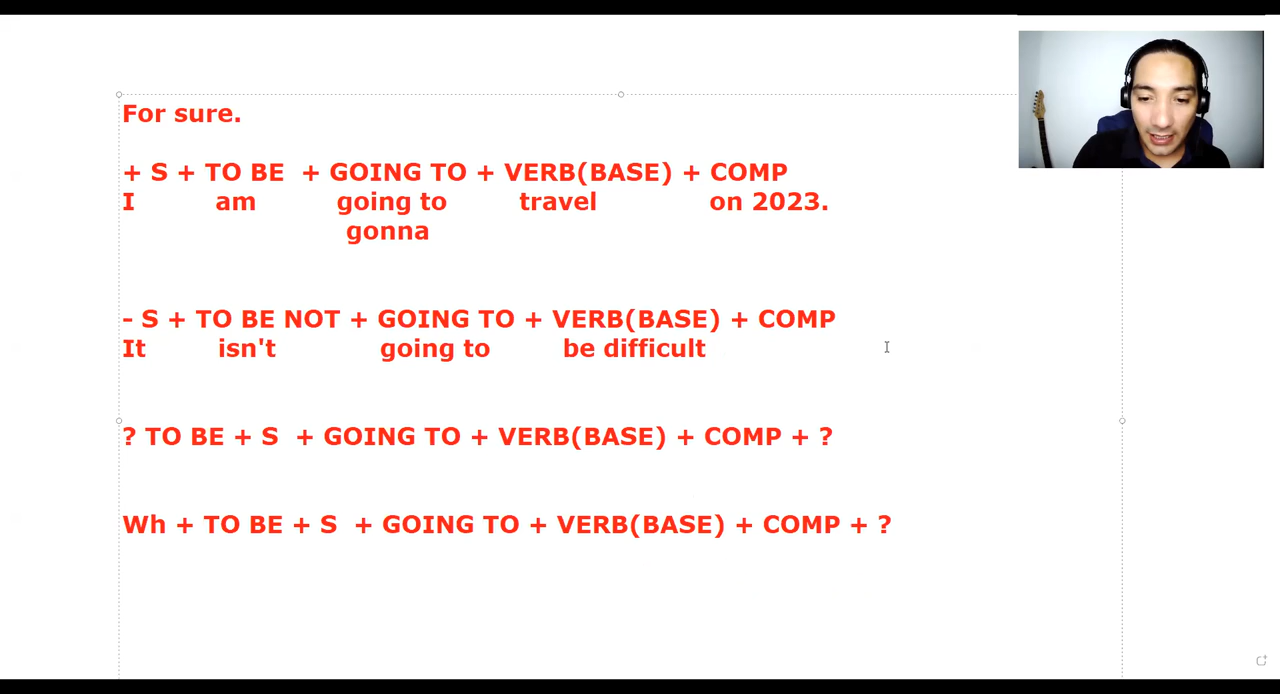 For sure.
+ S + TO BE + GOING TO + VERB(BASE) + COMP
I am going to travel on 2023.
gonna
- S + TO BE NOT + GOING TO + VERB(BASE) + COMP
It isn't going to be difficult
? TO BE + S + GOING TO + VERB(BASE) + COMP + ?
Wh + TO BE + S + GOING TO + VERB(BASE) + COMP + ?